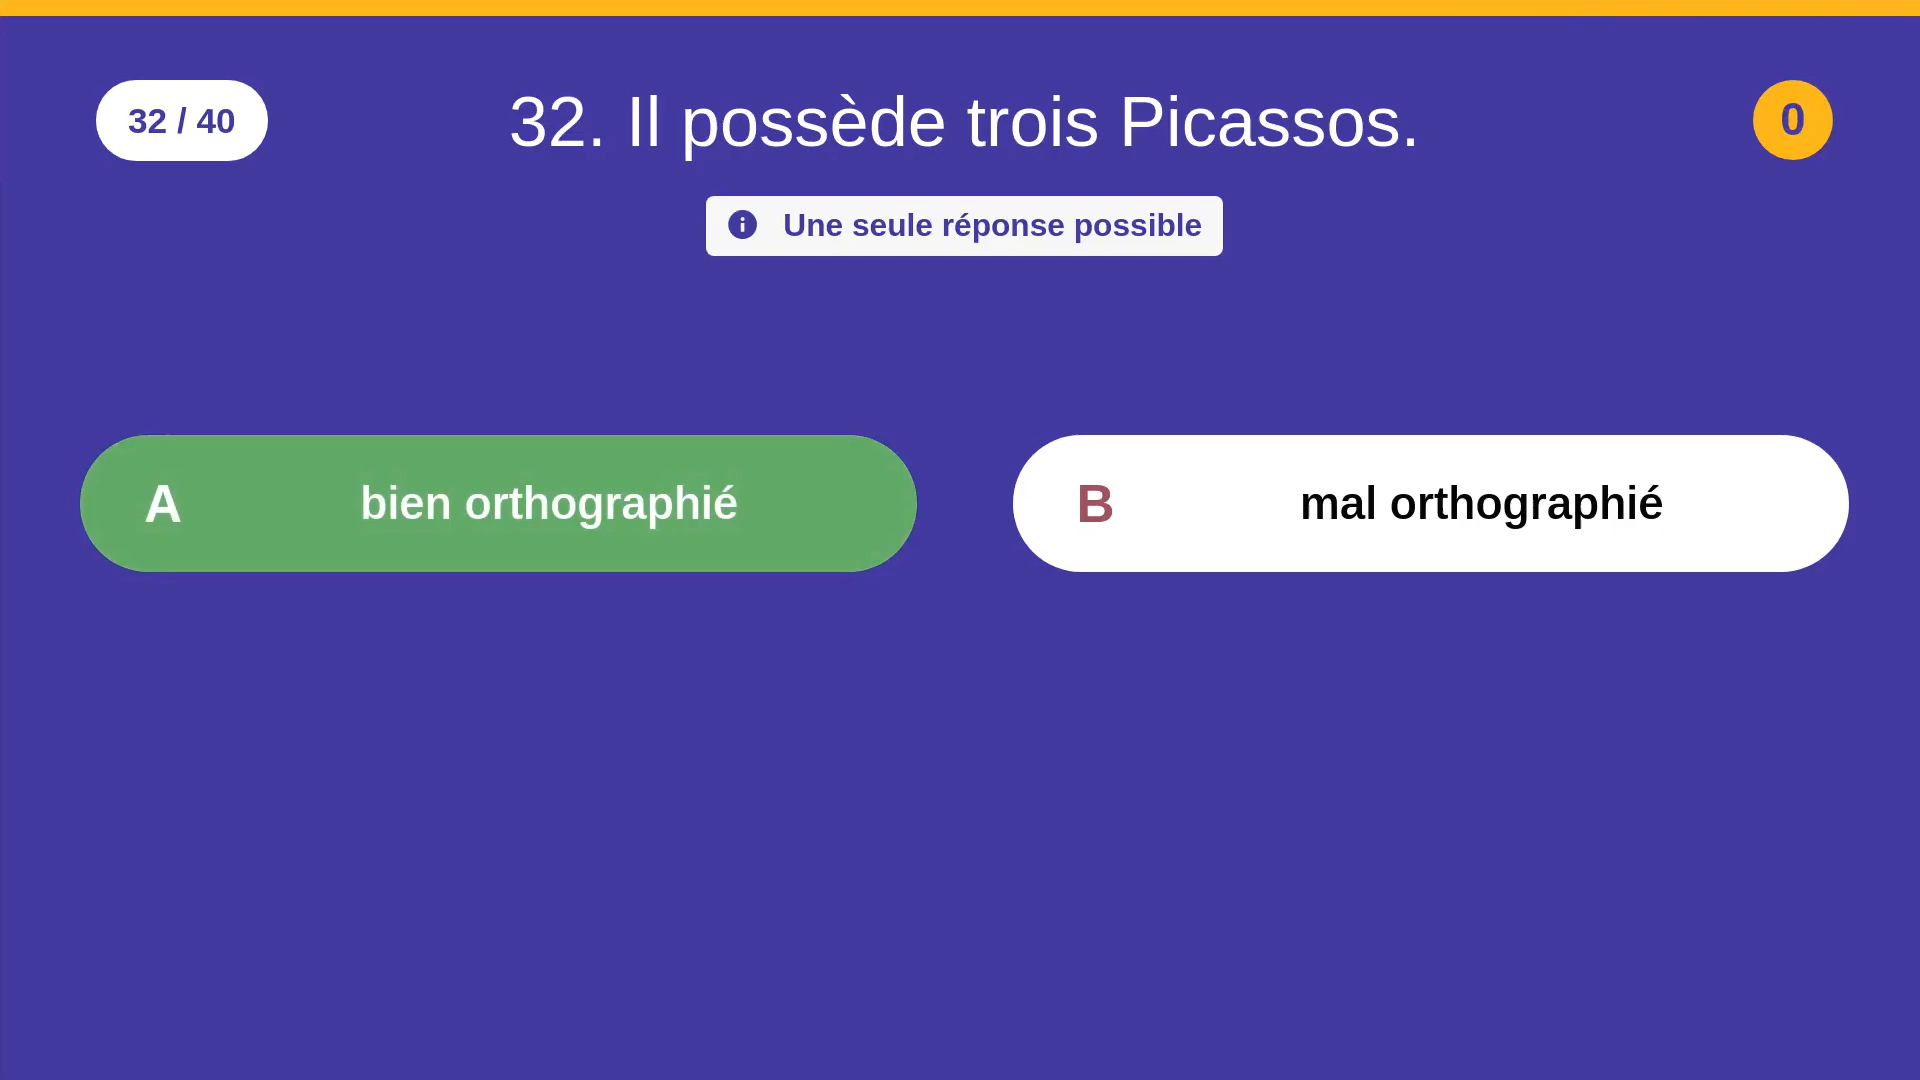 32 / 40
32. Il possède trois Picassos.
0
Une seule réponse possible
A
bien orthographié
B
mal orthographié